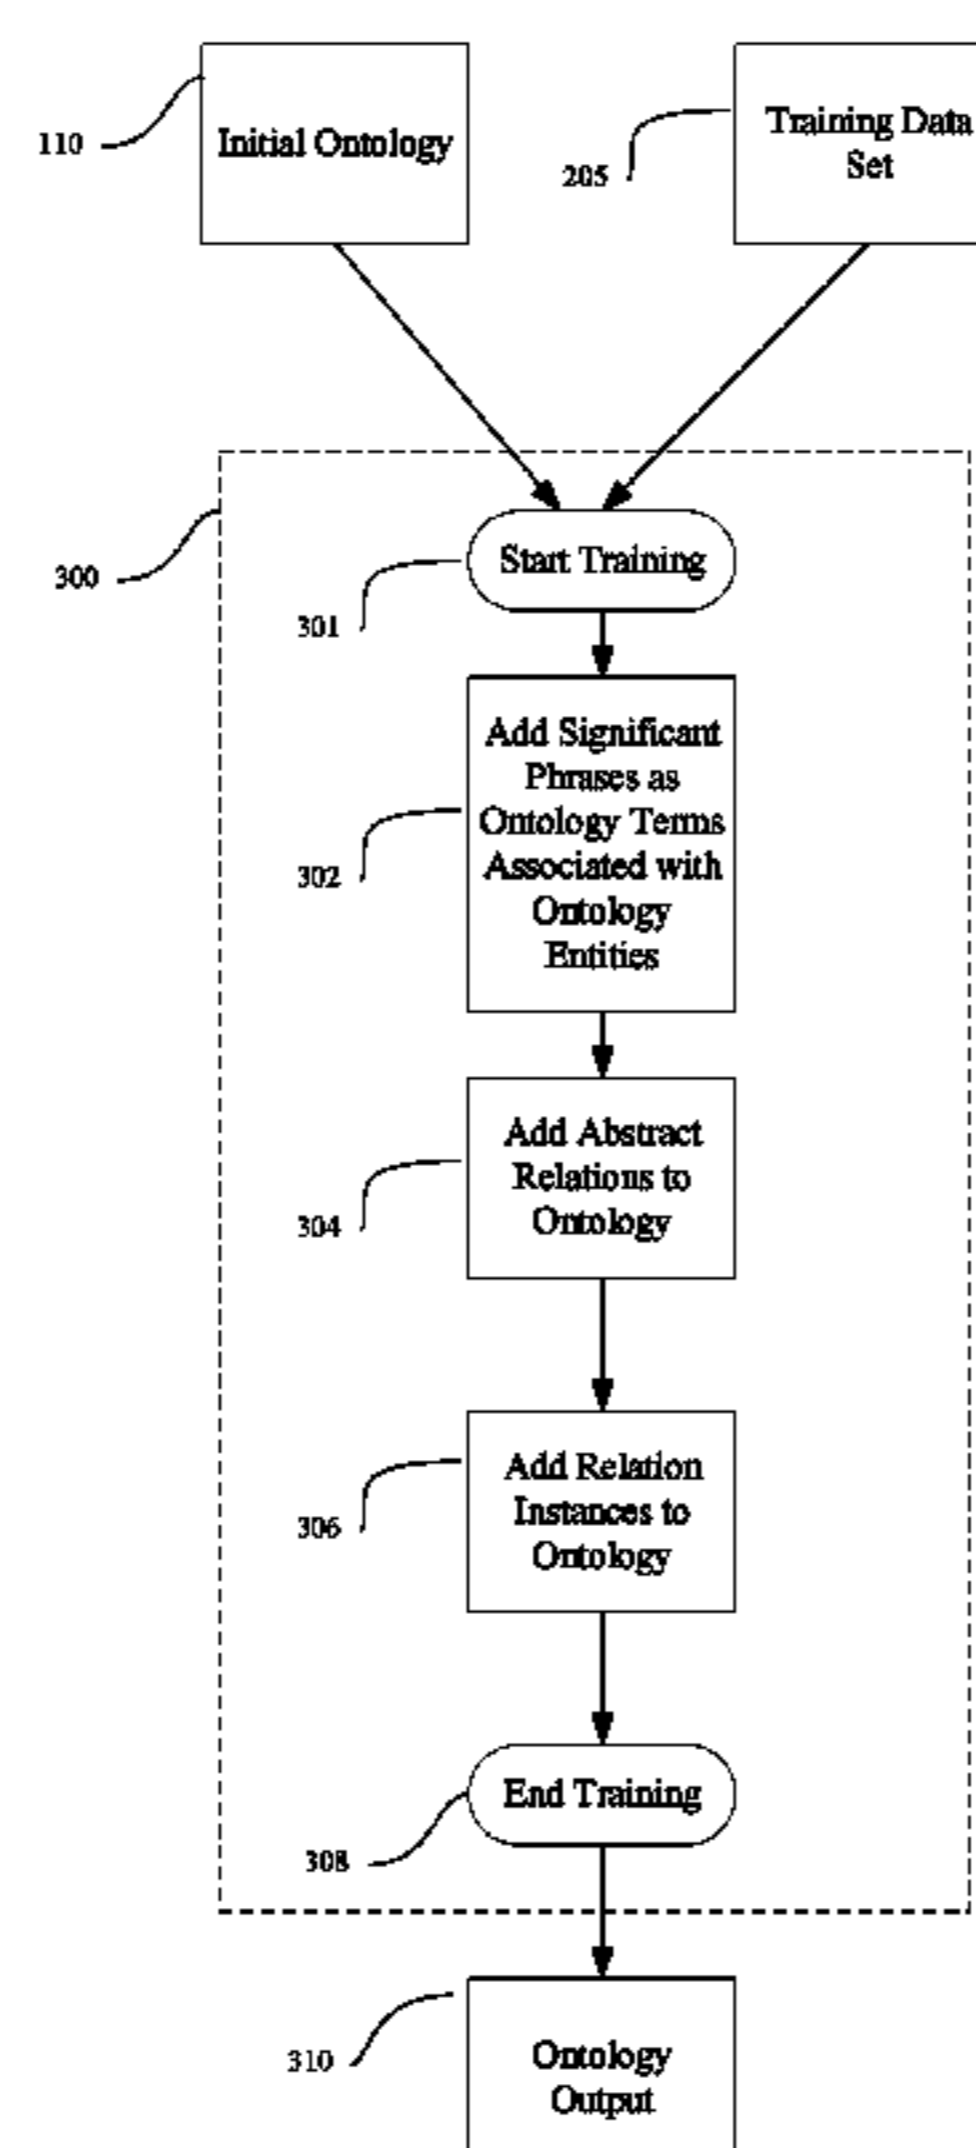 110
Initial Ontology
205
Training Data
Set
300
301
Start Training
302
Add Significant
Phrases as
Ontology Terms
Associated with
Ontology
Entities
304
Add Abstract
Relations to
Ontology
306
Add Relation
Instances to
Ontology
308
End Training
310
Ontology
Output